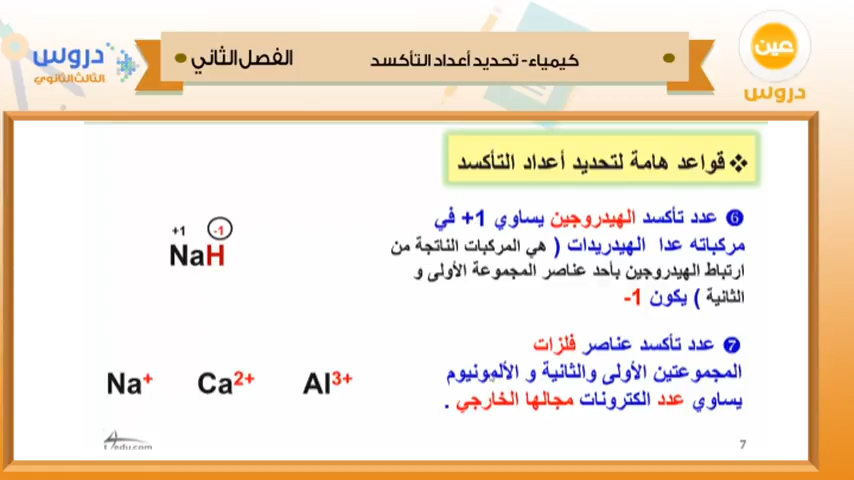 دروس
الثالث الثانوي
الفصل الثاني
كيمياء - تحديد أعداد التأكسد
عين
دروس
❖ قواعد هامة لتحديد أعداد التأكسد
❻ عدد تأكسد الهيدروجين يساوي 1+ في
مركباته عدا الهيدريدات ( هي المركبات الناتجة من
ارتباط الهيدروجين بأحد عناصر المجموعة الأولى و
الثانية ) يكون 1-
+1 -1
NaH
❼ عدد تأكسد عناصر فلزات
المجموعتين الأولى والثانية و الألمونيوم
يساوي عدد الكترونات مجالها الخارجي .
Na+ Ca2+ Al3+
7